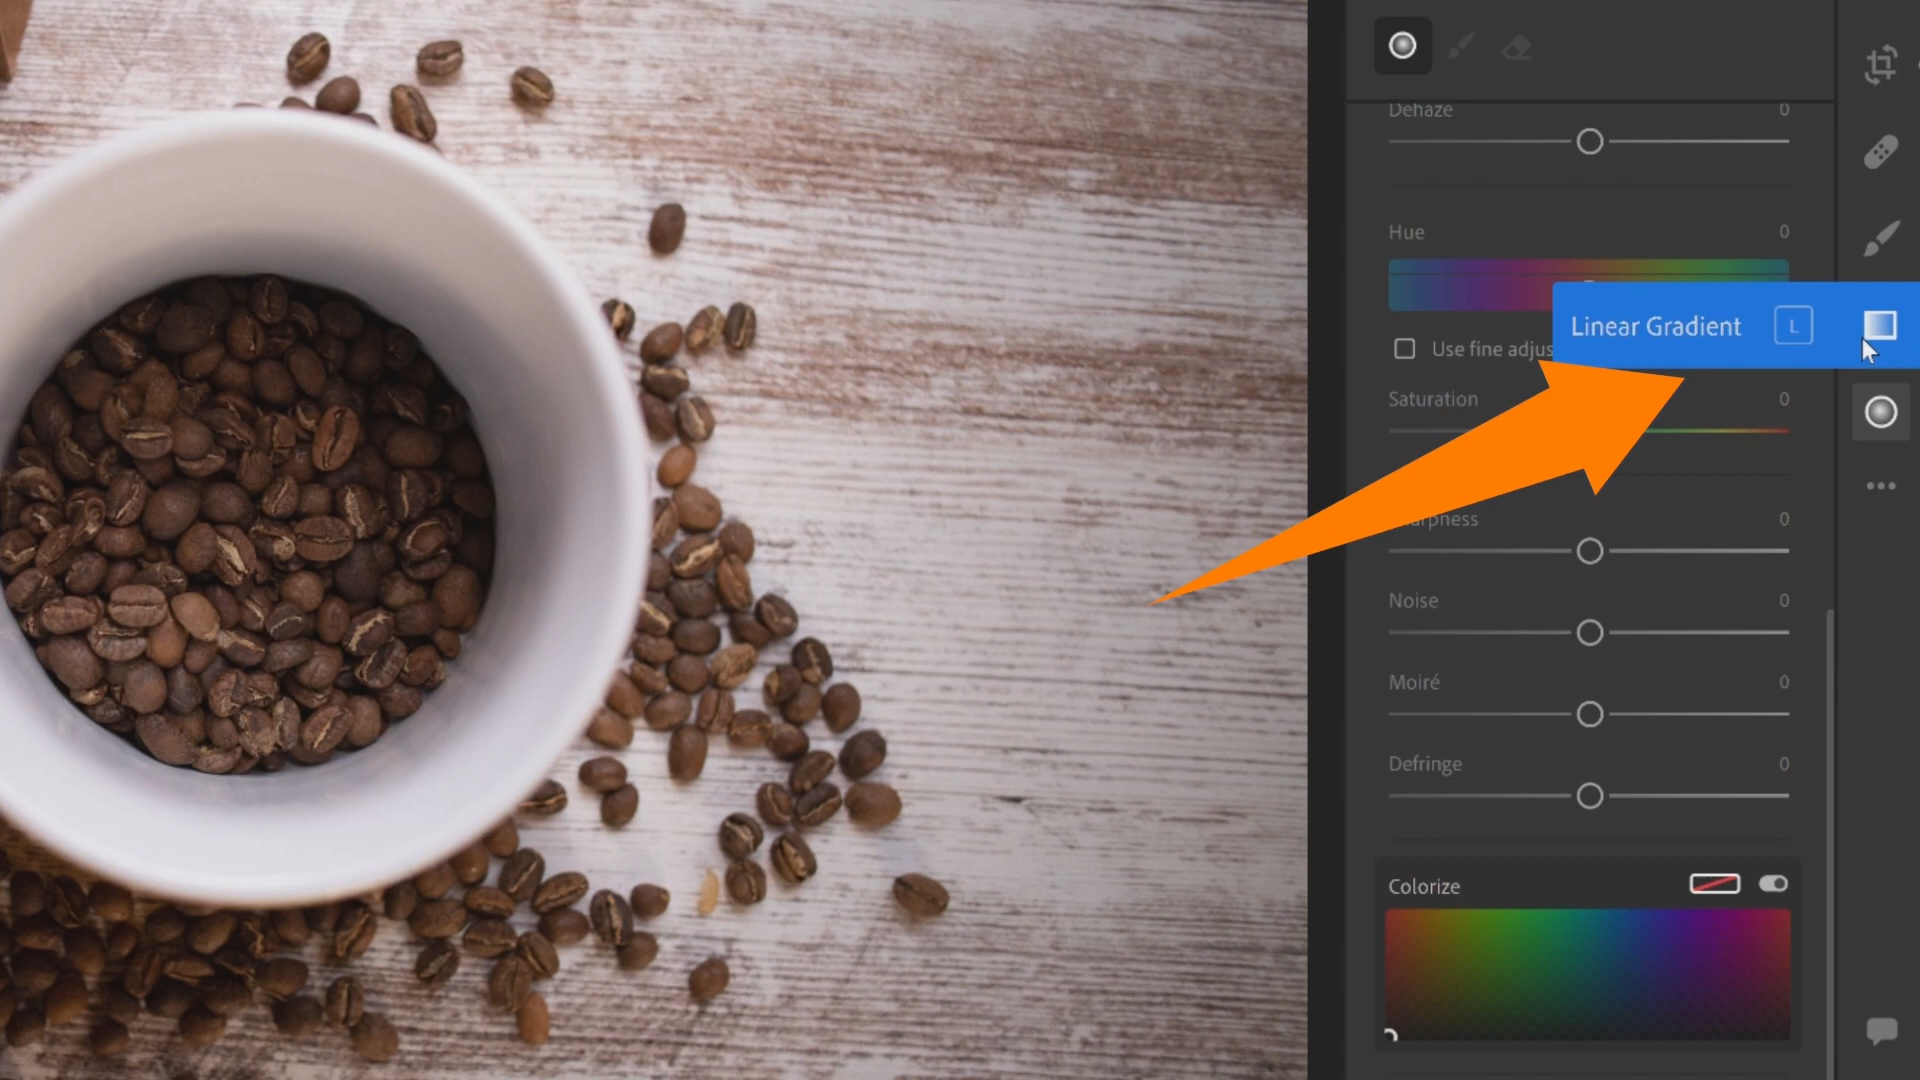 Dehaze 0
Hue 0
Linear Gradient L
Use fine adjus
Saturation 0
arpness 0
Noise 0
Moiré 0
Defringe 0
Colorize